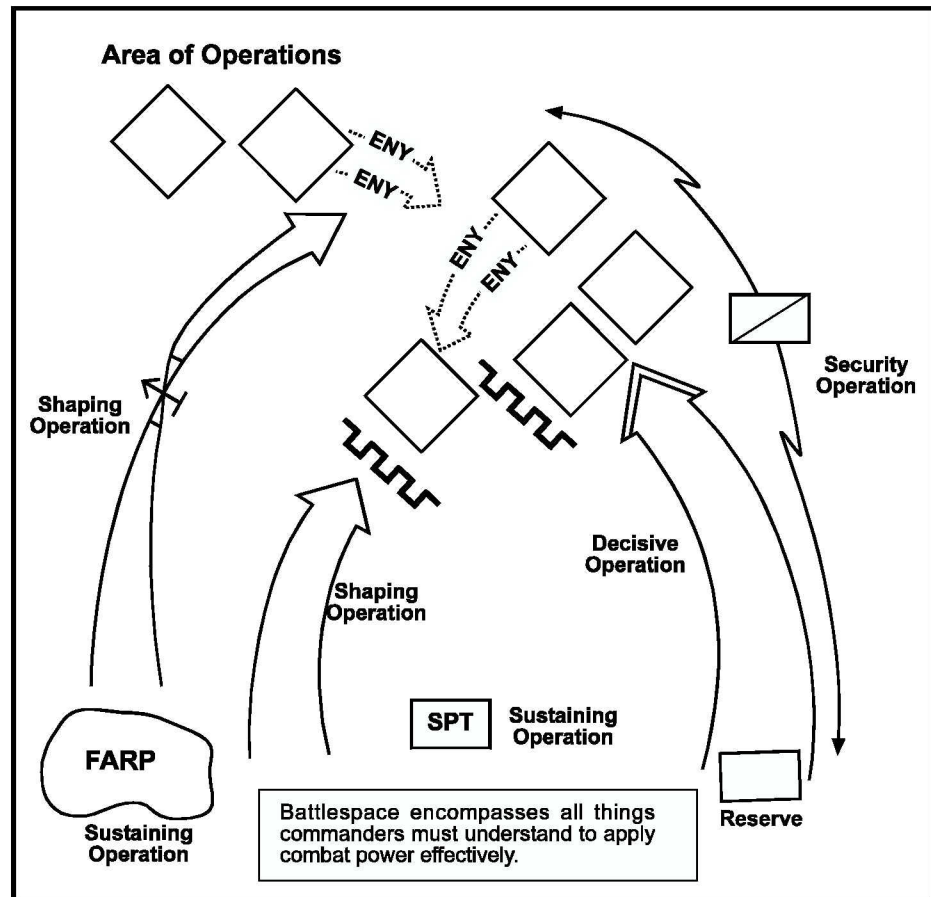 Area of Operations
ENY
ENY
ENY
ENY
Security
Operation
Shaping
Operation
Decisive
Operation
Shaping
Operation
SPT
Sustaining
Operation
FARP
Sustaining
Operation
Reserve
Battlespace encompasses all things
commanders must understand to apply
combat power effectively.